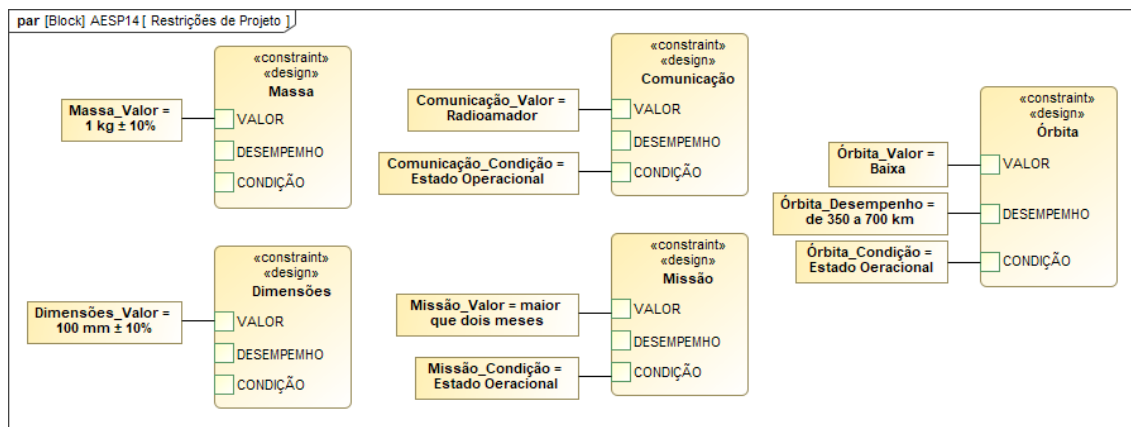 par [Block] AESP14 [ Restrições de Projeto ]
«constraint»
«design»
Massa
Massa_Valor =
1 kg ± 10%
VALOR
DESEMPEMHO
CONDIÇÃO
«constraint»
«design»
Comunicação
Comunicação_Valor =
Radioamador
VALOR
DESEMPEMHO
Comunicação_Condição =
Estado Operacional
CONDIÇÃO
«constraint»
«design»
Órbita
Órbita_Valor =
Baixa
VALOR
Órbita_Desempenho =
de 350 a 700 km
DESEMPEMHO
Órbita_Condição =
Estado Oeracional
CONDIÇÃO
«constraint»
«design»
Dimensões
Dimensões_Valor =
100 mm ± 10%
VALOR
DESEMPEMHO
CONDIÇÃO
«constraint»
«design»
Missão
Missão_Valor = maior
que dois meses
VALOR
DESEMPEMHO
Missão_Condição =
Estado Oeracional
CONDIÇÃO